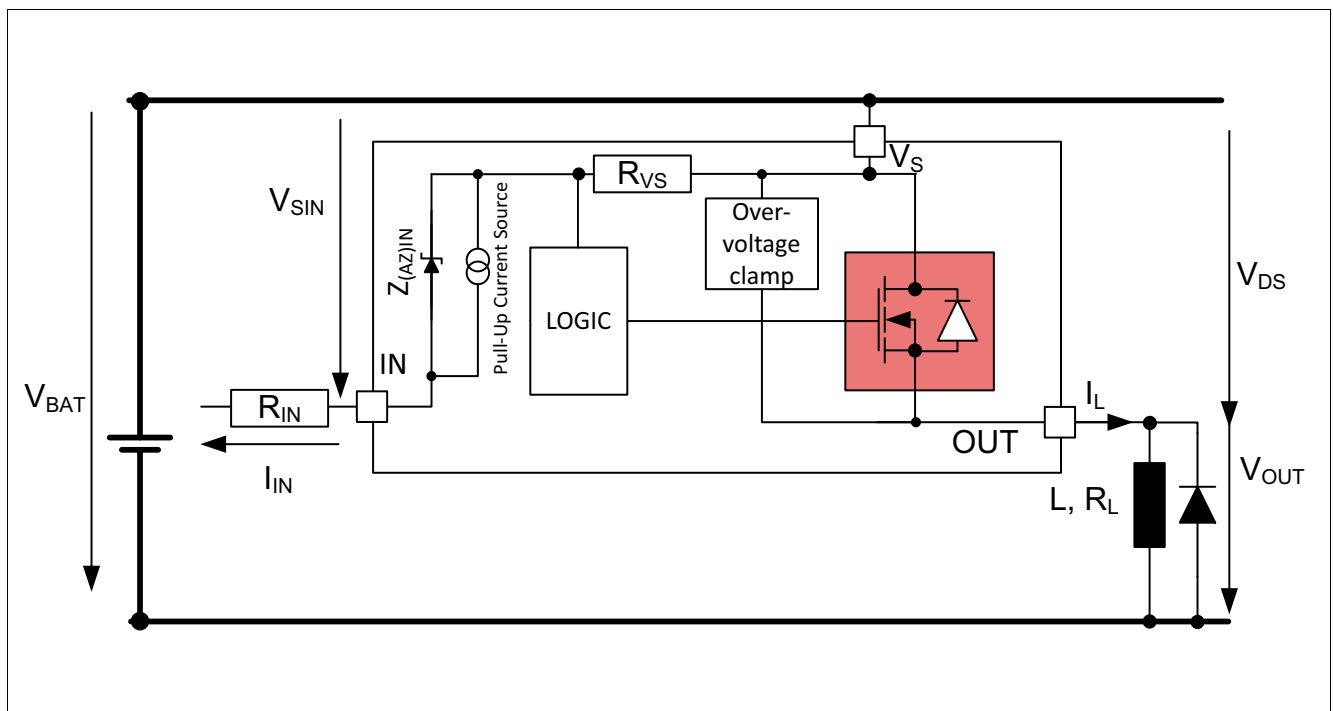 V_S
R_VS
V_SIN
Over-
voltage
clamp
Z_(AZ)IN
Pull-Up Current Source
V_DS
LOGIC
IN
V_BAT
R_IN
I_L
OUT
I_IN
V_OUT
L, R_L